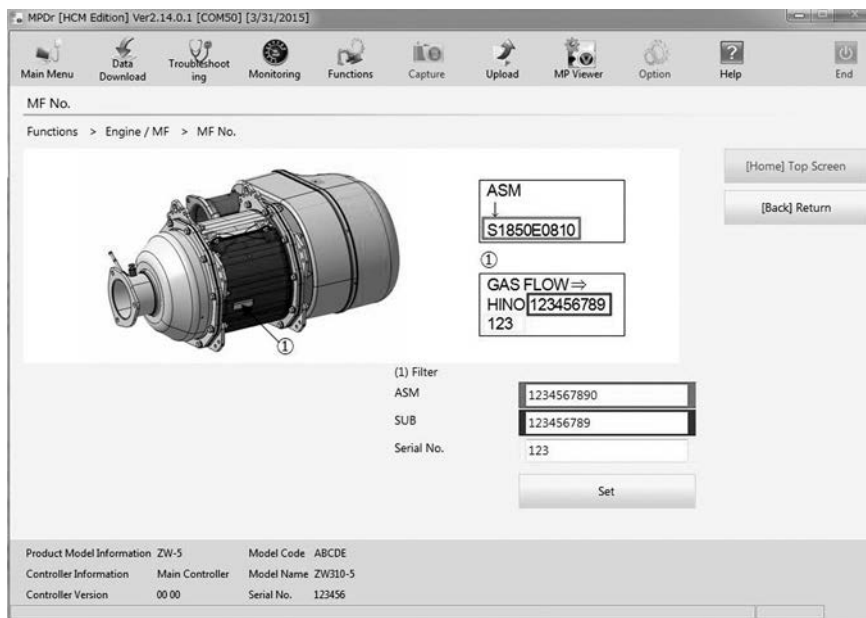 MPDr [HCM Edition] Ver2.14.0.1 [COM50] [3/31/2015]
Main Menu
Data
Download
Troubleshoot
ing
Monitoring
Functions
Capture
Upload
MP Viewer
Option
Help
End
MF No.
Functions > Engine / MF > MF No.
[Home] Top Screen
[Back] Return
ASM
↓
S1850E0810
①
GAS FLOW⇒
HINO 123456789
123
①
(1) Filter
ASM 1234567890
SUB 123456789
Serial No. 123
Set
Product Model Information ZW-5 Model Code ABCDE
Controller Information Main Controller Model Name ZW310-5
Controller Version 00 00 Serial No. 123456